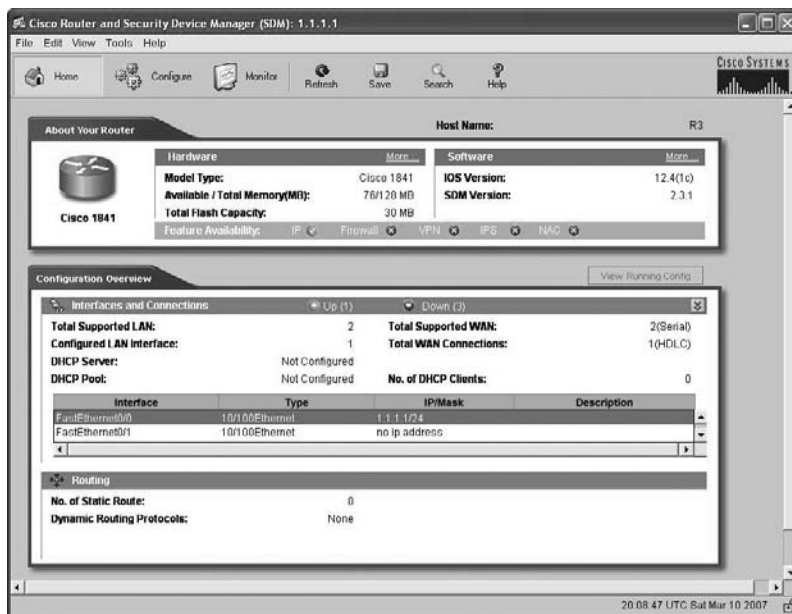 Cisco Router and Security Device Manager (SDM): 1.1.1.1
File Edit View Tools Help
Home Configure Monitor Refresh Save Search Help
CISCO SYSTEMS
About Your Router
Host Name: R3
Cisco 1841
Hardware More ...
Model Type: Cisco 1841
Available / Total Memory(MB): 76/128 MB
Total Flash Capacity: 30 MB
Software More ...
IOS Version: 12.4(1c)
SDM Version: 2.3.1
Feature Availability: IP Firewall VPN IPS NAC
Configuration Overview
View Running Config
Interfaces and Connections Up (1) Down (3)
Total Supported LAN: 2 Total Supported WAN: 2(Serial)
Configured LAN Interface: 1 Total WAN Connections: 1(HDLC)
DHCP Server: Not Configured
DHCP Pool: Not Configured No. of DHCP Clients: 0
Interface Type IP/Mask Description
FastEthernet0/0 10/100Ethernet 1.1.1.1/24
FastEthernet0/1 10/100Ethernet no ip address
Routing
No. of Static Route: 0
Dynamic Routing Protocols: None
20:08:47 UTC Sat Mar 10 2007